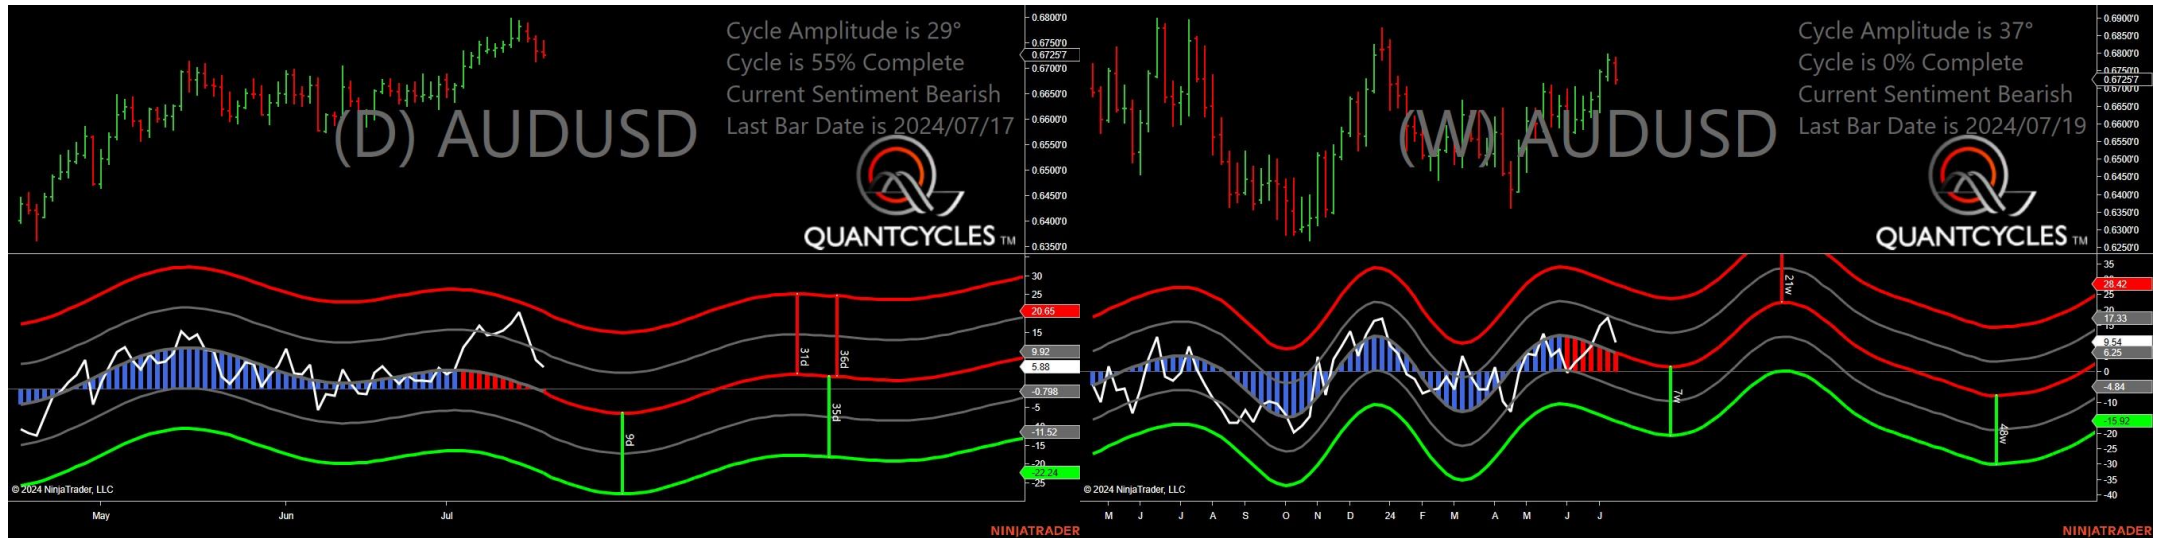 Cycle Amplitude is 29°
Cycle is 55% Complete
Current Sentiment Bearish
Last Bar Date is 2024/07/17
(D) AUDUSD
QUANTCYCLES TM
0.6800'0
0.6750'0
0.67257
0.6700'0
0.6650'0
0.6600'0
0.6550'0
0.6500'0
0.6450'0
0.6400'0
0.6350'0
30
25
20.65
15
9.92
5.88
-0.798
-5
-11.52
-15
-20
-22.24
-25
31d
36d
35d
9d
© 2024 NinjaTrader, LLC
May
Jun
Jul
NINJATRADER
Cycle Amplitude is 37°
Cycle is 0% Complete
Current Sentiment Bearish
Last Bar Date is 2024/07/19
(W) AUDUSD
QUANTCYCLES TM
0.6900'0
0.6850'0
0.6800'0
0.6750'0
0.67257
0.6700'0
0.6650'0
0.6600'0
0.6550'0
0.6500'0
0.6450'0
0.6400'0
0.6350'0
0.6300'0
0.6250'0
35
28.42
25
17.33
15
9.54
6.25
0
-4.84
-10
-15.92
-20
-25
-30
-35
-40
21w
7w
48w
© 2024 NinjaTrader, LLC
M
J
J
A
S
O
N
D
24
F
M
A
M
J
J
NINJATRADER